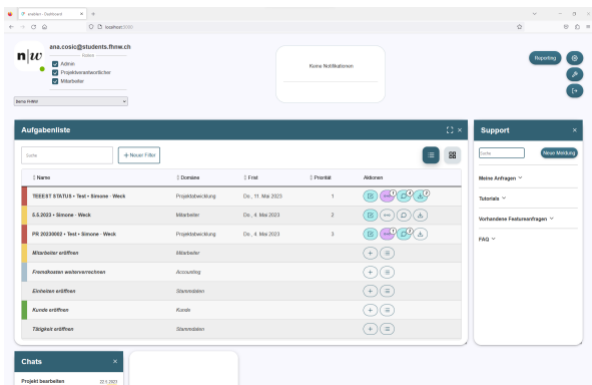 projekto - Dashboard
localhost:3000
n|w
ana.cosic@students.fhnw.ch
Admin
Projektverantwortlicher
Mitarbeiter
Reporting
Keine Notifikationen
Aufgabenliste
Suche
+ Neuer Filter
Name Domäne Frist Priorität Aktionen
TEEEST STATUS • Test • Simone - Weck Projektabwicklung Do., 11. Mai 2023 1
5.5.2023 • Simone - Weck Mitarbeiter Do., 4. Mai 2023 2
PR 20230002 • Test • Simone - Weck Projektabwicklung Do., 4. Mai 2023 3
Mitarbeiter eröffnen Mitarbeiter
Fremdkosten weiterverrechnen Accounting
Einheiten eröffnen Stammdaten
Kunde eröffnen Kunde
Tätigkeit eröffnen Stammdaten
Support
Suche
Neue Meldung
Meine Anfragen
Tutorials
Vorhandene Featureanfragen
FAQ
Chats
Projekt bearbeiten 22.5.2023